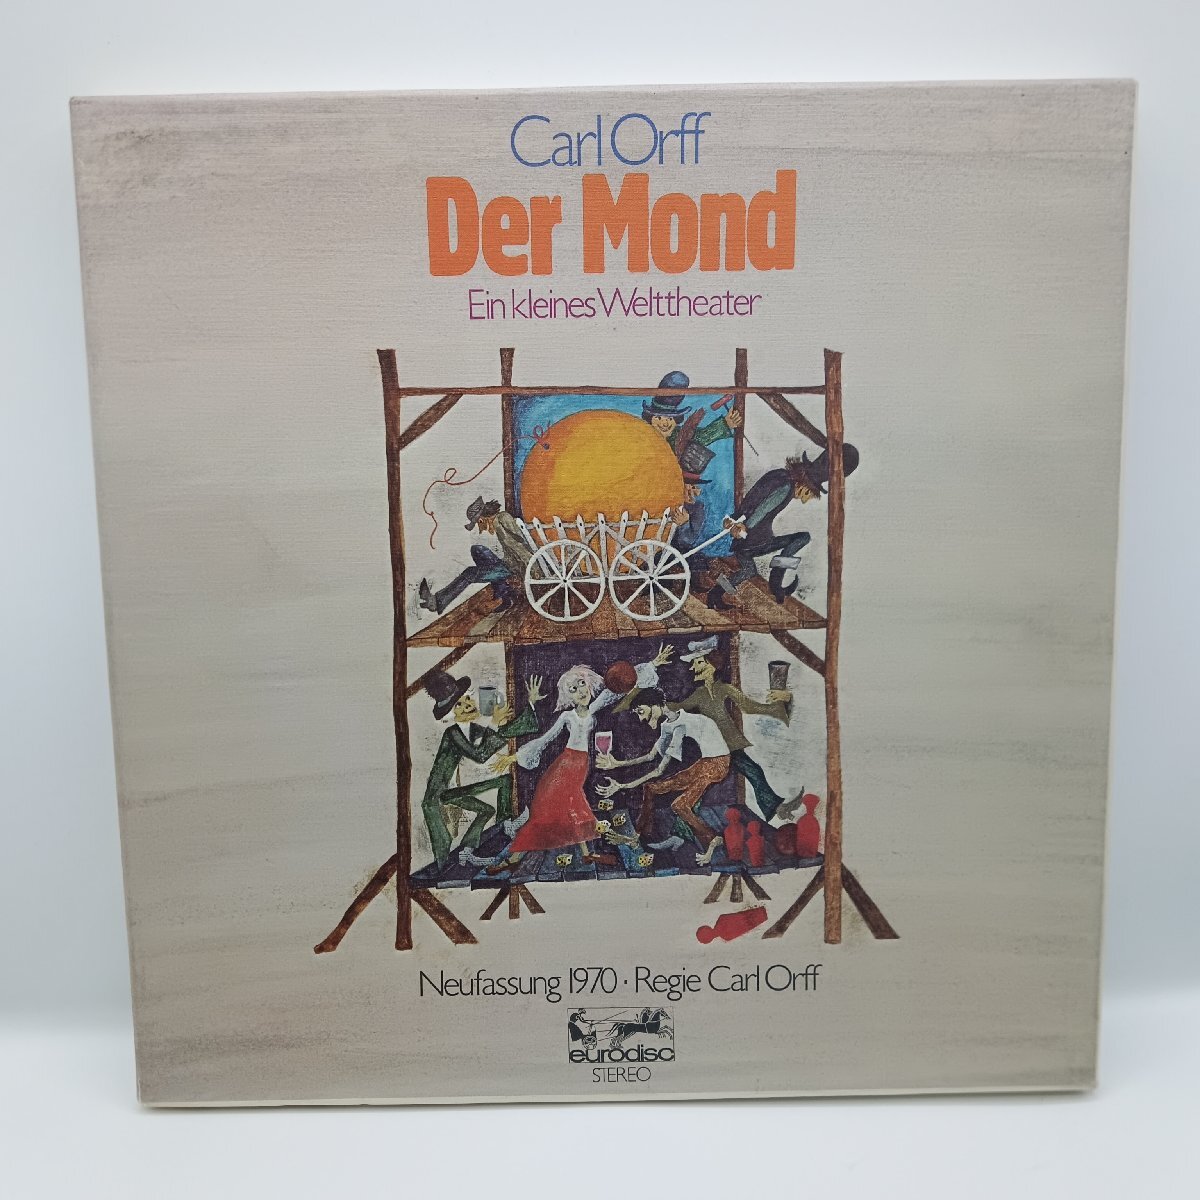 Carl Orff
Der Mond
Ein kleines Welttheater
Neufassung 1970 · Regie Carl Orff
eurodisc
STEREO